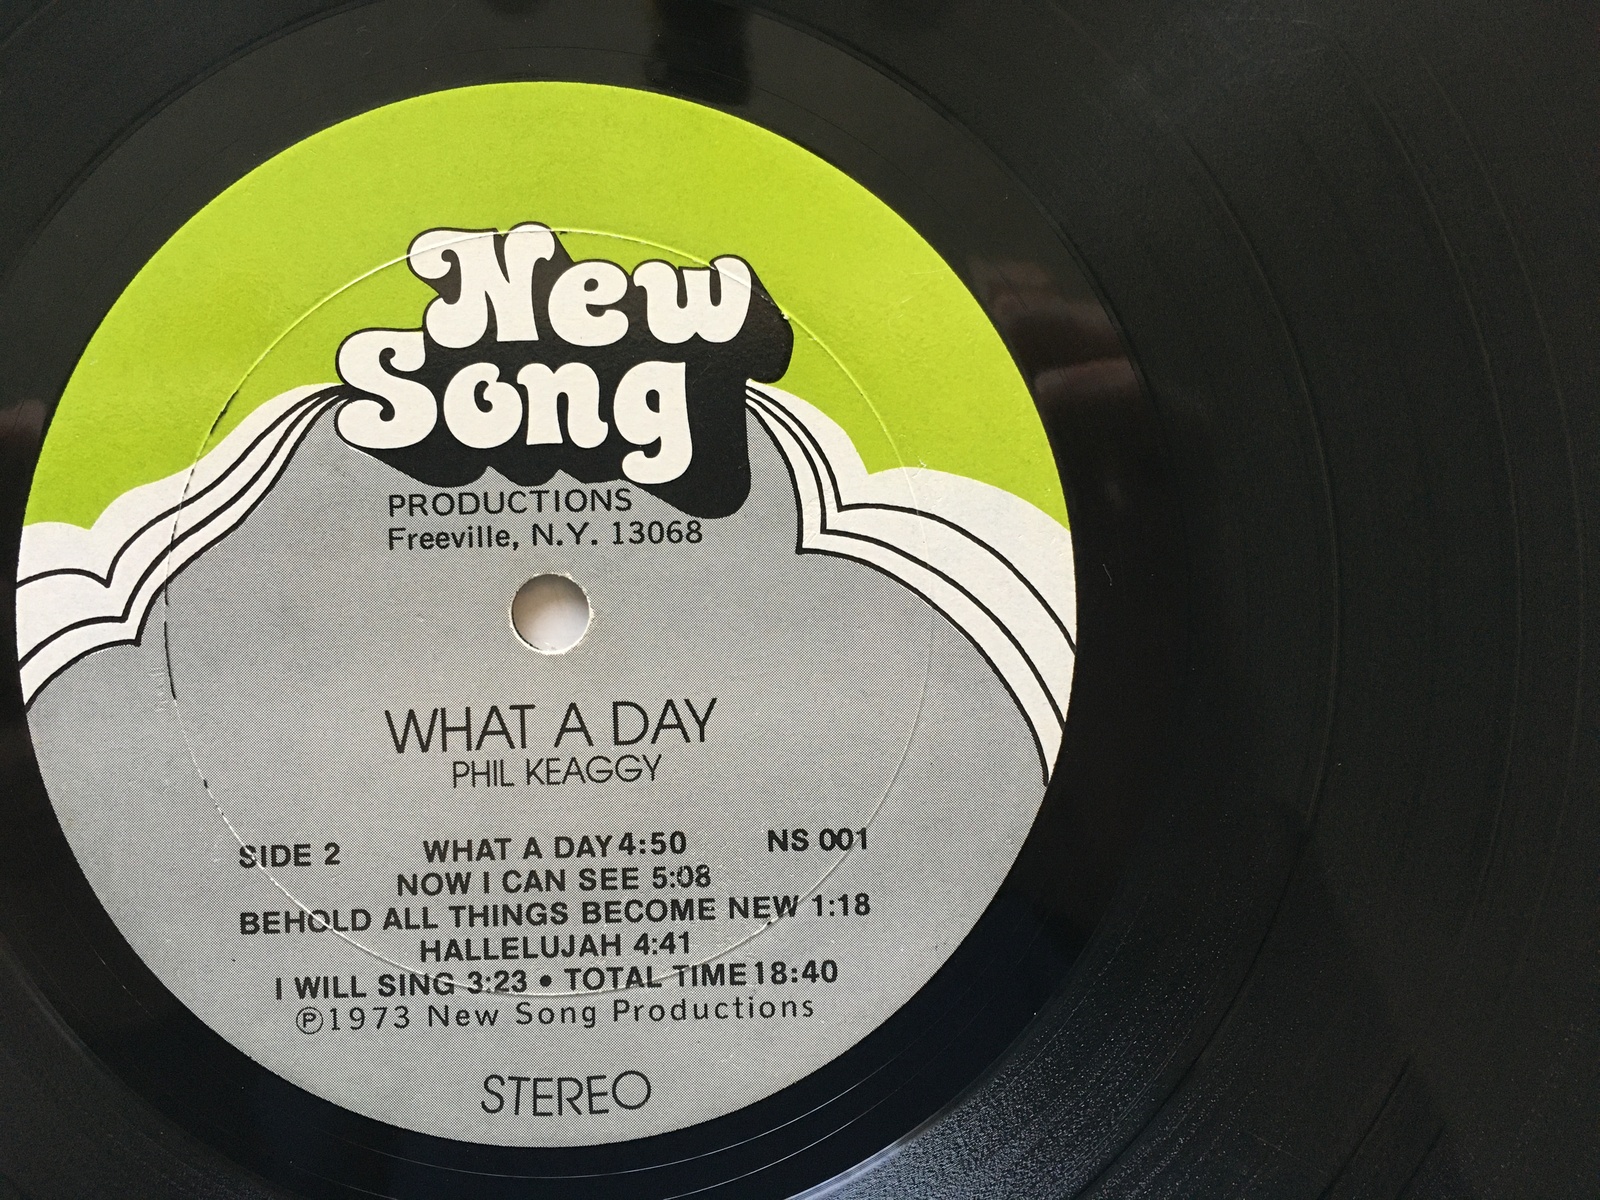 New
Song
PRODUCTIONS
Freeville, N.Y. 13068
WHAT A DAY
PHIL KEAGGY
SIDE 2 WHAT A DAY 4:50 NS 001
NOW I CAN SEE 5:08
BEHOLD ALL THINGS BECOME NEW 1:18
HALLELUJAH 4:41
I WILL SING 3:23 • TOTAL TIME 18:40
℗1973 New Song Productions
STEREO